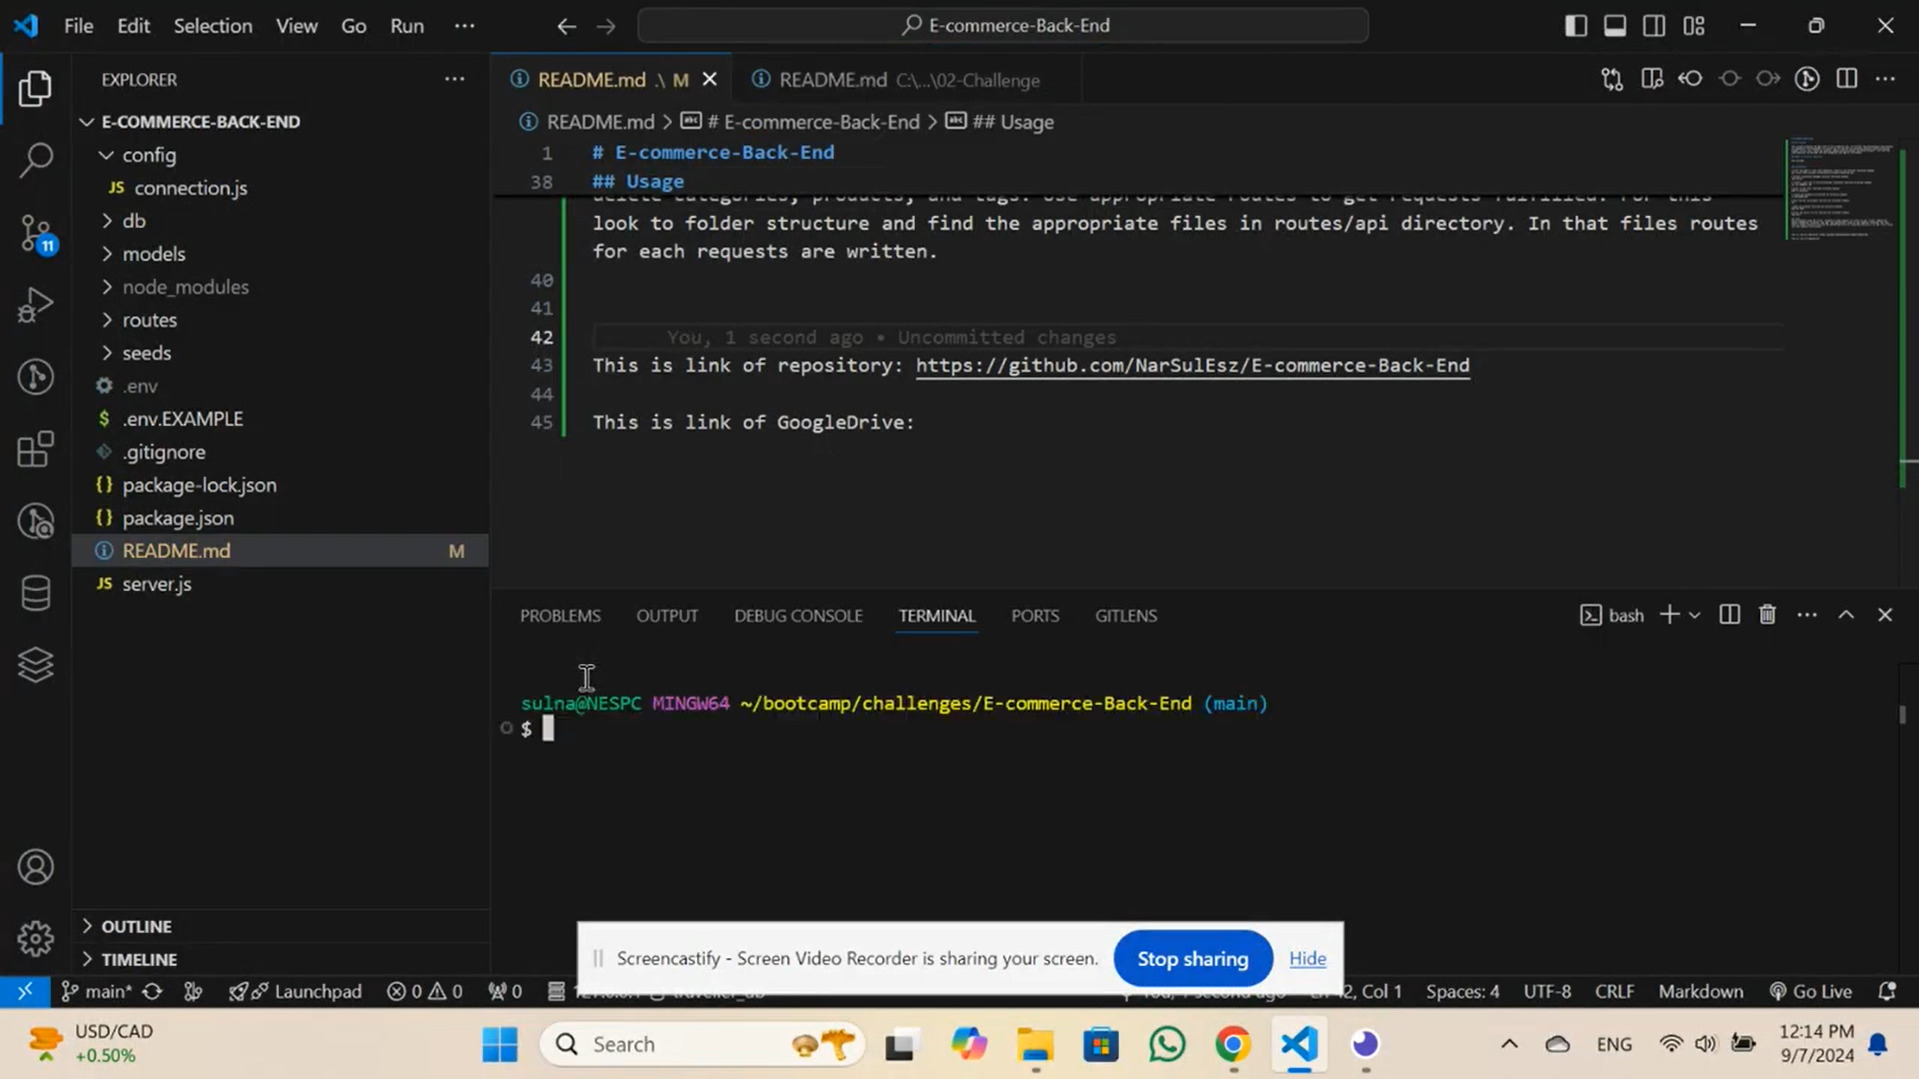 File Edit Selection View Go Run ···
E-commerce-Back-End
EXPLORER
E-COMMERCE-BACK-END
config
JS connection.js
db
models
node_modules
routes
seeds
.env
$ .env.EXAMPLE
.gitignore
{} package-lock.json
{} package.json
README.md M
JS server.js
OUTLINE
TIMELINE
11
README.md .\ M
README.md C:\...\02-Challenge
README.md > # E-commerce-Back-End > ## Usage
1 # E-commerce-Back-End
38 ## Usage
look to folder structure and find the appropriate files in routes/api directory. In that files routes
for each requests are written.
40
41
42 You, 1 second ago • Uncommitted changes
43 This is link of repository: https://github.com/NarSulEsz/E-commerce-Back-End
44
45 This is link of GoogleDrive:
PROBLEMS OUTPUT DEBUG CONSOLE TERMINAL PORTS GITLENS
bash
sulna@NESPC MINGW64 ~/bootcamp/challenges/E-commerce-Back-End (main)
$
Screencastify - Screen Video Recorder is sharing your screen.
Stop sharing
Hide
main* Launchpad 0 0 0
Spaces: 4 UTF-8 CRLF Markdown Go Live
USD/CAD
+0.50%
Search
ENG
12:14 PM
9/7/2024